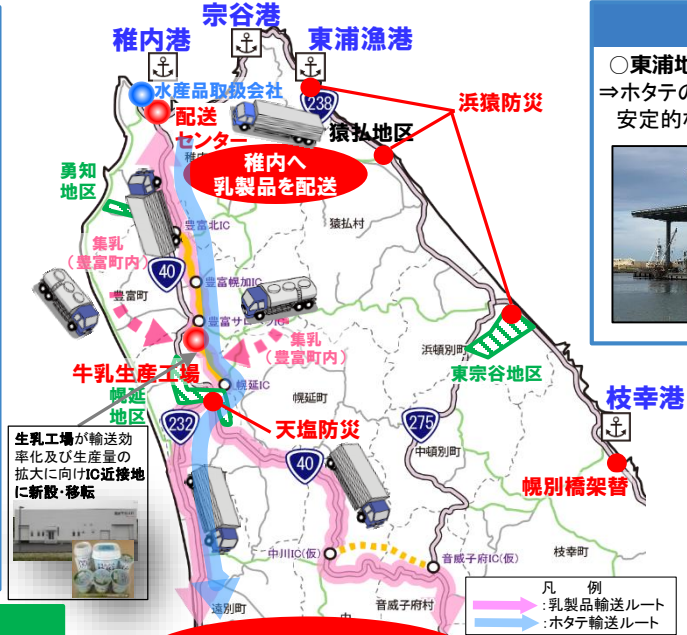 宗谷港
稚内港
東浦漁港
水産品取扱会社
238
配送
センター
猿払地区
浜猿防災
稚内へ
乳製品を配送
勇知
地区
猿払村
豊富北IC
集乳
(豊富町内)
40
豊富幌加IC
豊富町
集乳
(豊富町内)
浜頓別町
牛乳生産工場
東宗谷地区
幌延IC
幌延
地区
幌延町
枝幸港
232
天塩防災
275
生乳工場が輸送効
率化及び生産量の
拡大に向けIC近接地
に新設・移転
40
中頓別町
幌別橋架替
中川IC(仮)
音威子府IC(仮)
枝幸町
遠別町
音威子府村
凡 例
:乳製品輸送ルート
:ホタテ輸送ルート
○東浦地
⇒ホタテの
安定的な